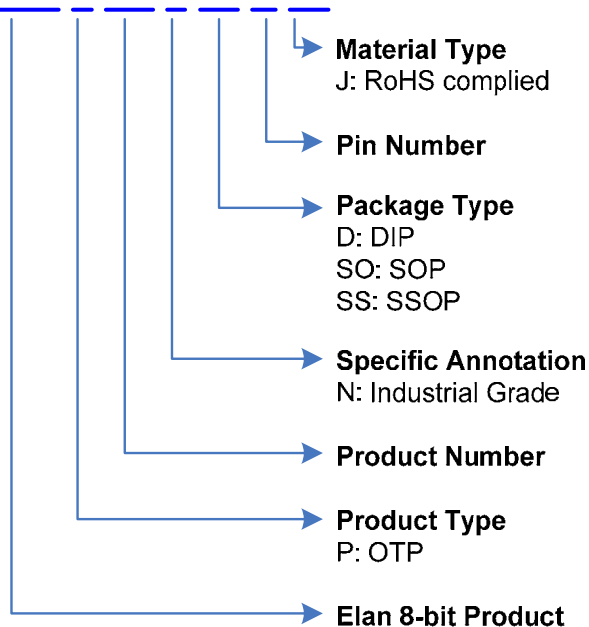 Material Type
J: RoHS complied
Pin Number
Package Type
D: DIP
SO: SOP
SS: SSOP
Specific Annotation
N: Industrial Grade
Product Number
Product Type
P: OTP
Elan 8-bit Product